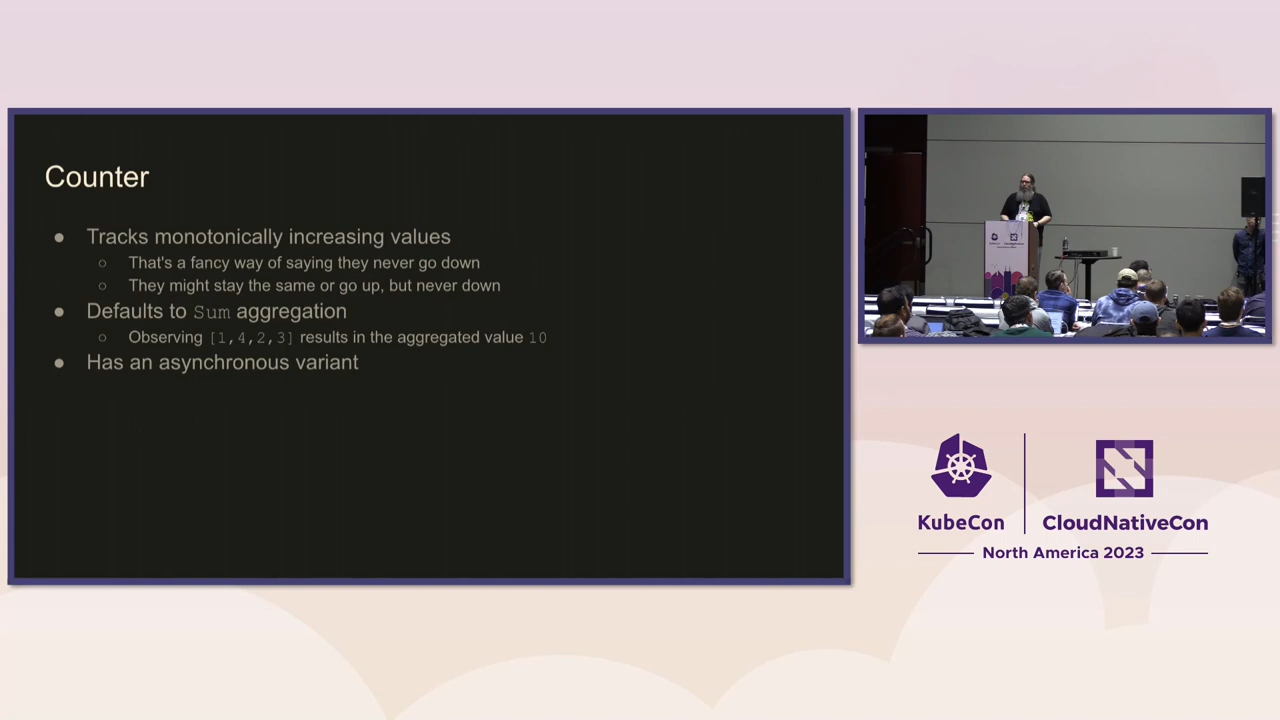 Counter
● Tracks monotonically increasing values
○ That's a fancy way of saying they never go down
○ They might stay the same or go up, but never down
● Defaults to Sum aggregation
○ Observing [1,4,2,3] results in the aggregated value 10
● Has an asynchronous variant
KubeCon
CloudNativeCon
North America 2023